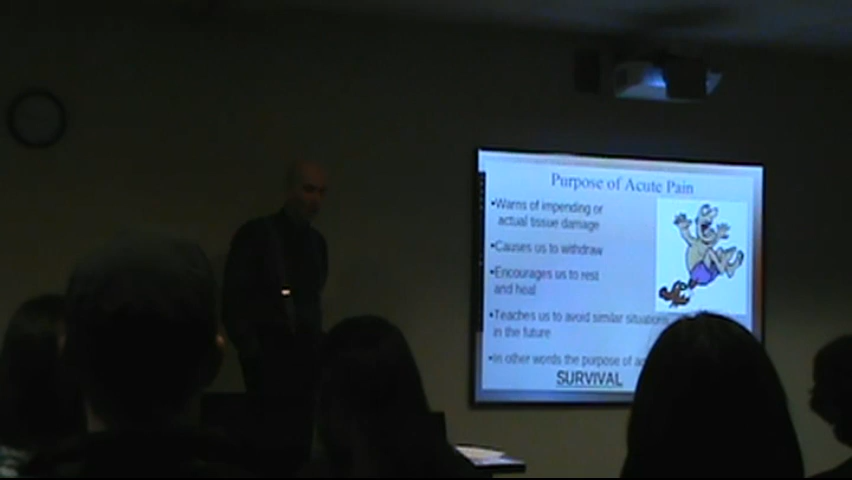 Purpose of Acute Pain
•Warns of impending or
actual tissue damage
•Causes us to withdraw
•Encourages us to rest
and heal
•Teaches us to avoid similar situations
in the future
•In other words the purpose of
SURVIVAL